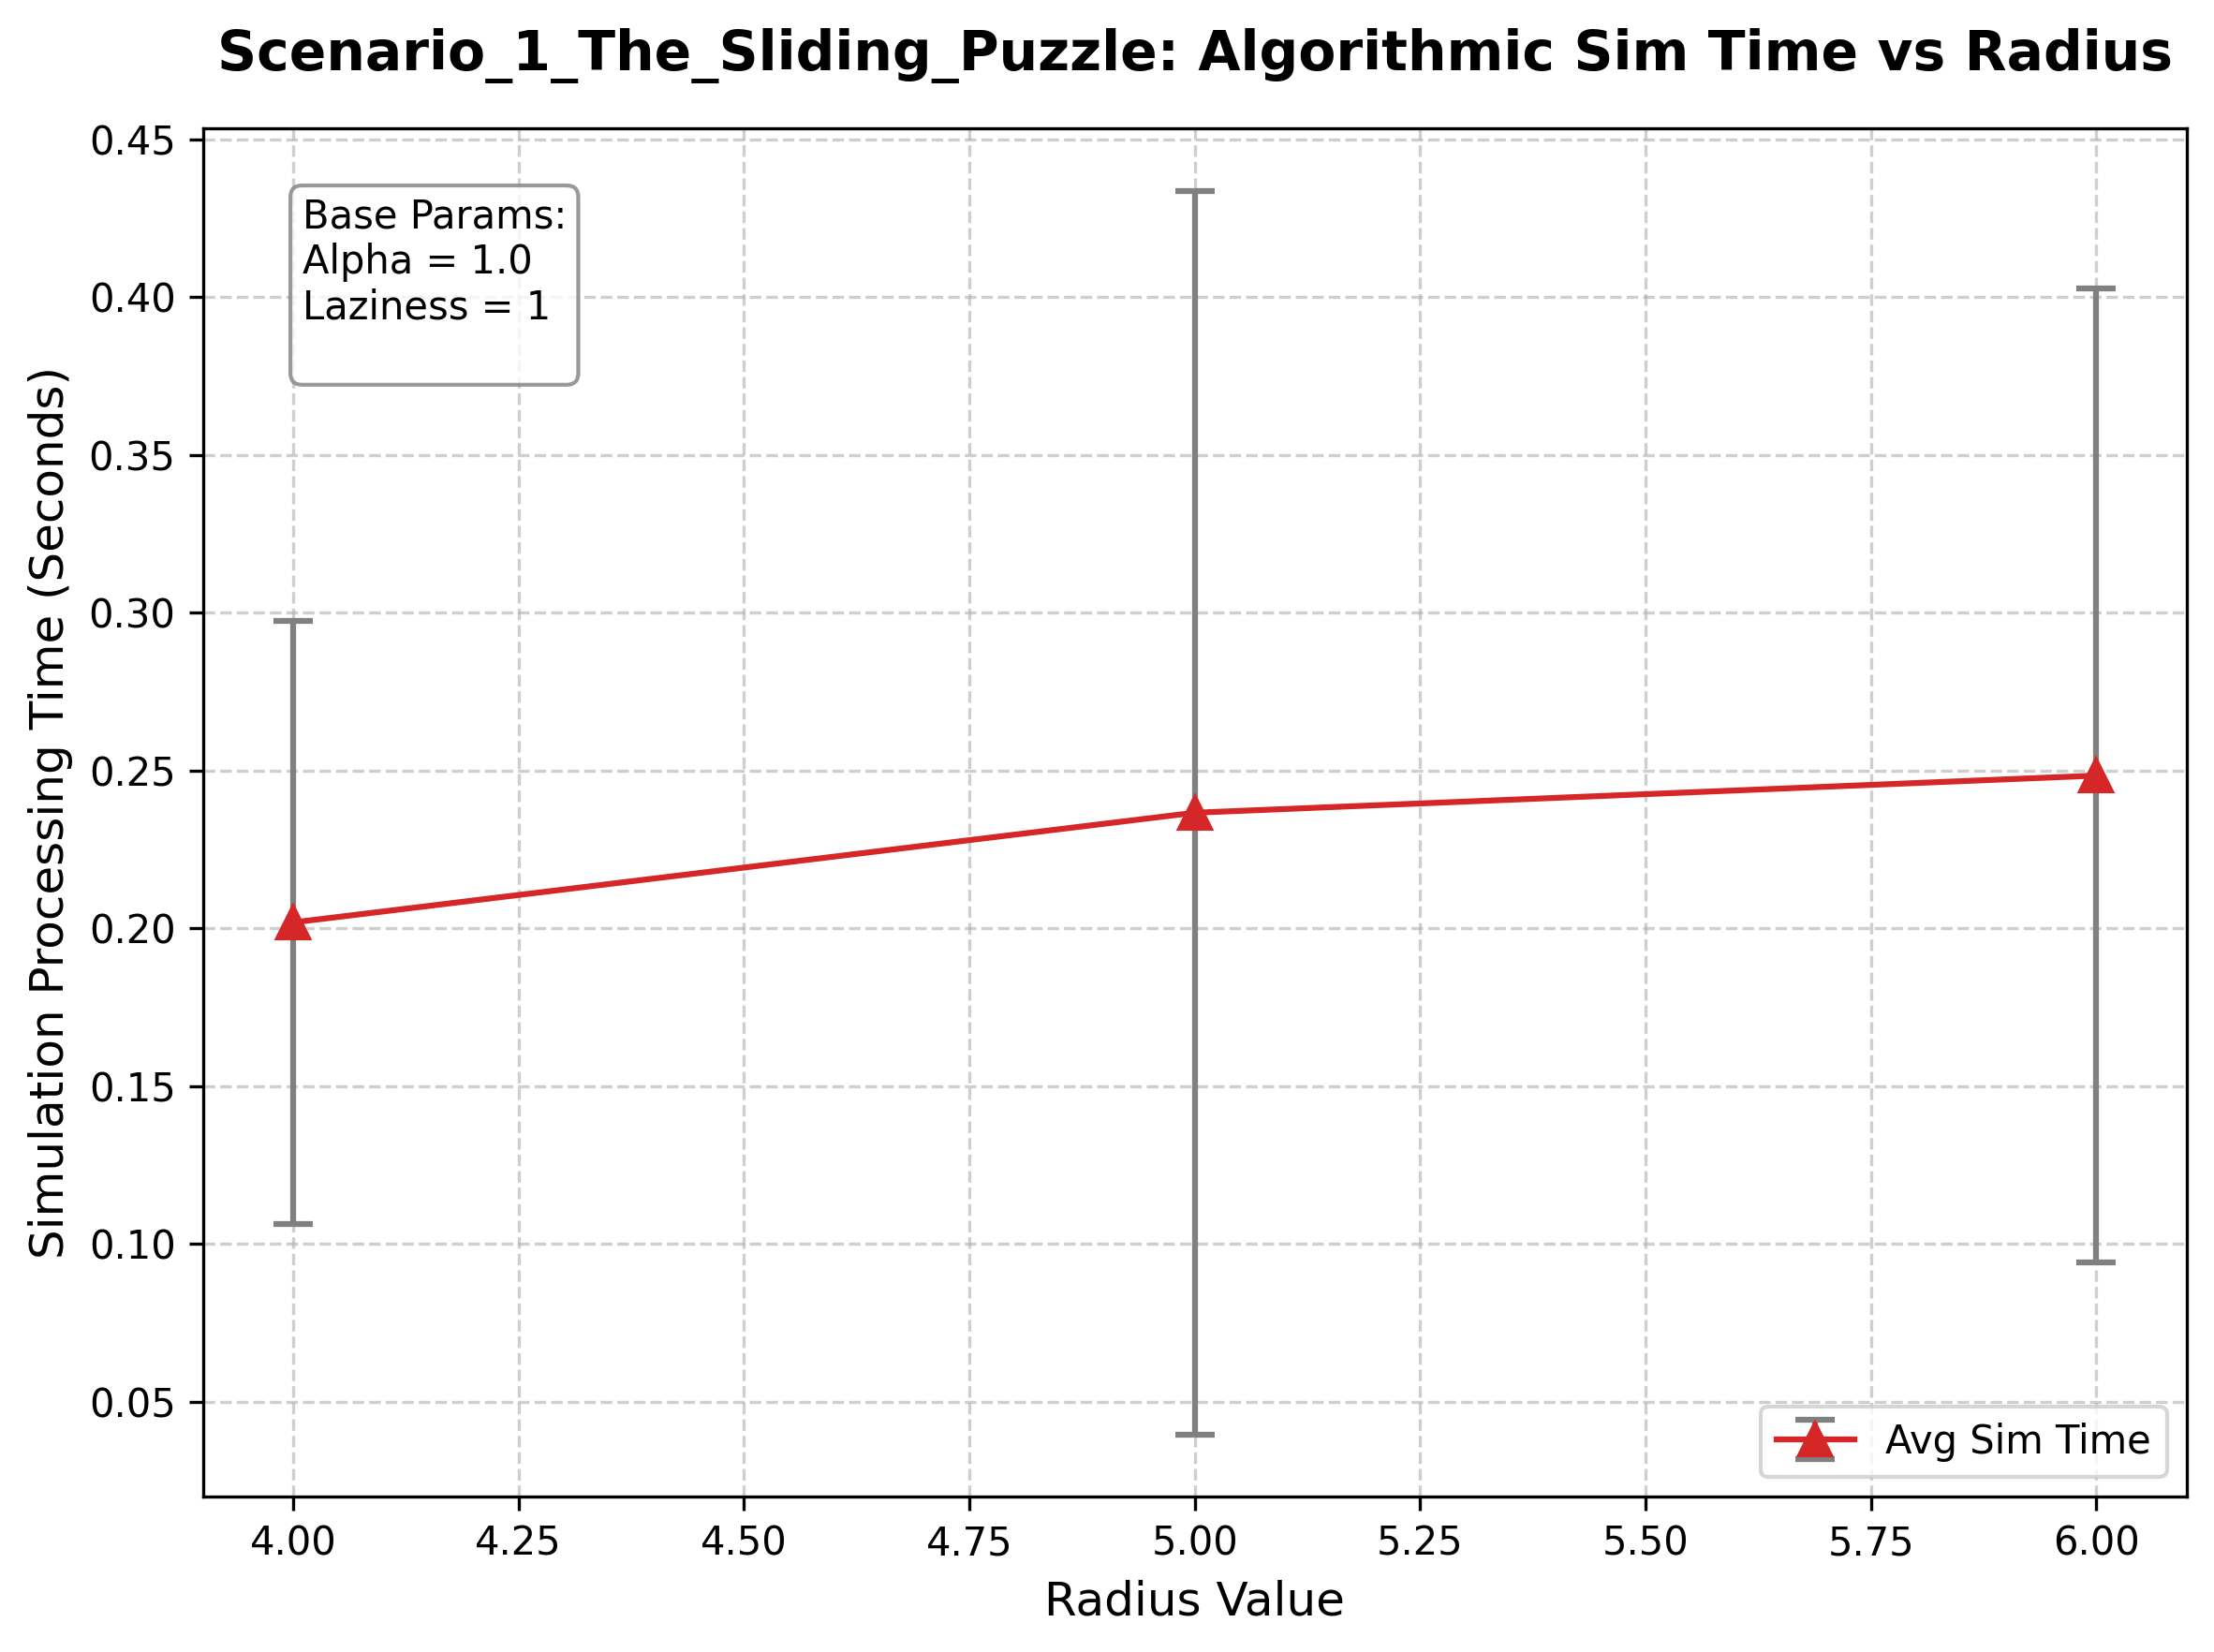 Scenario_1_The_Sliding_Puzzle: Algorithmic Sim Time vs Radius
Simulation Processing Time (Seconds)
0.45
0.40
0.35
0.30
0.25
0.20
0.15
0.10
0.05
Base Params:
Alpha = 1.0
Laziness = 1
Avg Sim Time
4.00 4.25 4.50 4.75 5.00 5.25 5.50 5.75 6.00
Radius Value